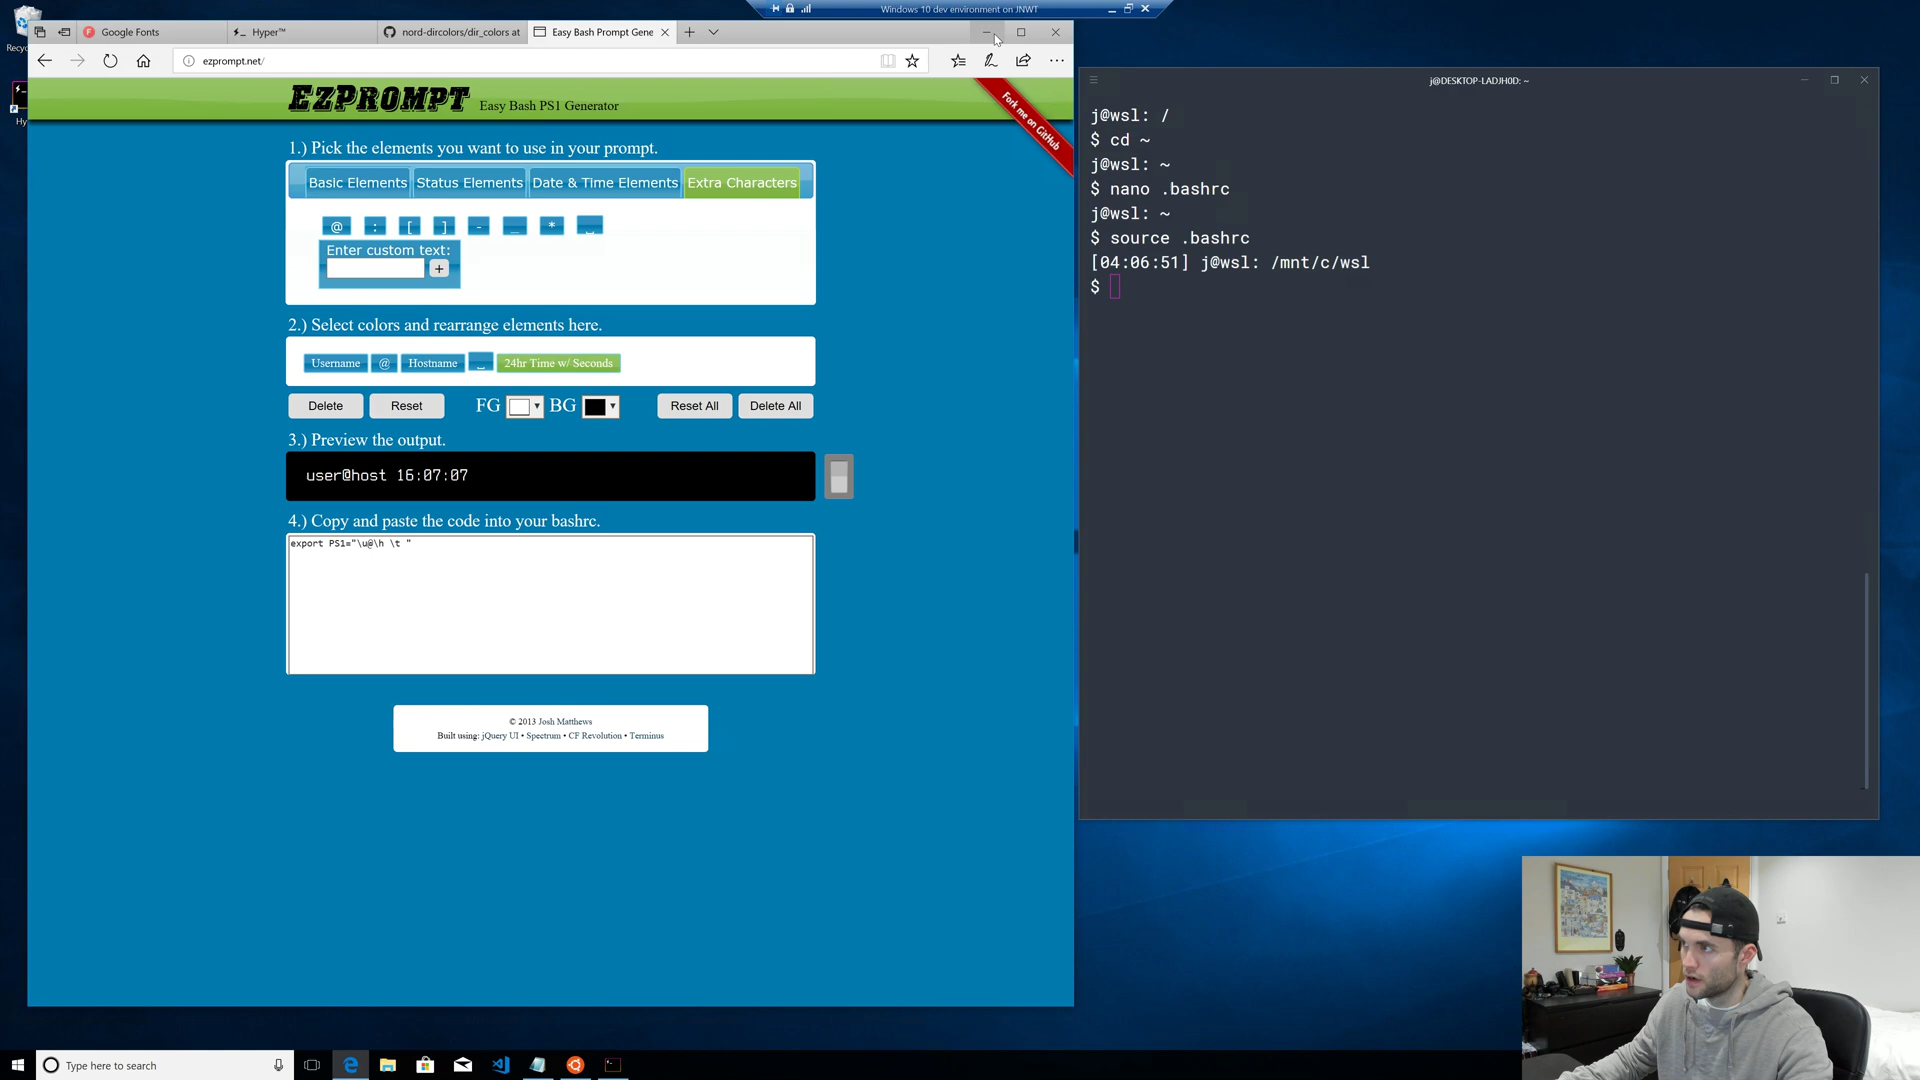 Windows 10 dev environment on JNWT
Recyc
Hy
Google Fonts
Hyper™
nord-dircolors/dir_colors at
Easy Bash Prompt Gene
ezprompt.net/
EZPROMPT
Easy Bash PS1 Generator
Fork me on GitHub
1.) Pick the elements you want to use in your prompt.
Basic Elements
Status Elements
Date & Time Elements
Extra Characters
@ : [ ] - _ * ␣
Enter custom text:
+
2.) Select colors and rearrange elements here.
Username @ Hostname ␣ 24hr Time w/ Seconds
Delete
Reset
FG
BG
Reset All
Delete All
3.) Preview the output.
user@host 16:07:07
4.) Copy and paste the code into your bashrc.
export PS1="\u@\h \t "
© 2013 Josh Matthews
Built using: jQuery UI • Spectrum • CF Revolution • Terminus
j@DESKTOP-LADJH0D: ~
j@wsl: /
$ cd ~
j@wsl: ~
$ nano .bashrc
j@wsl: ~
$ source .bashrc
[04:06:51] j@wsl: /mnt/c/wsl
$
Type here to search